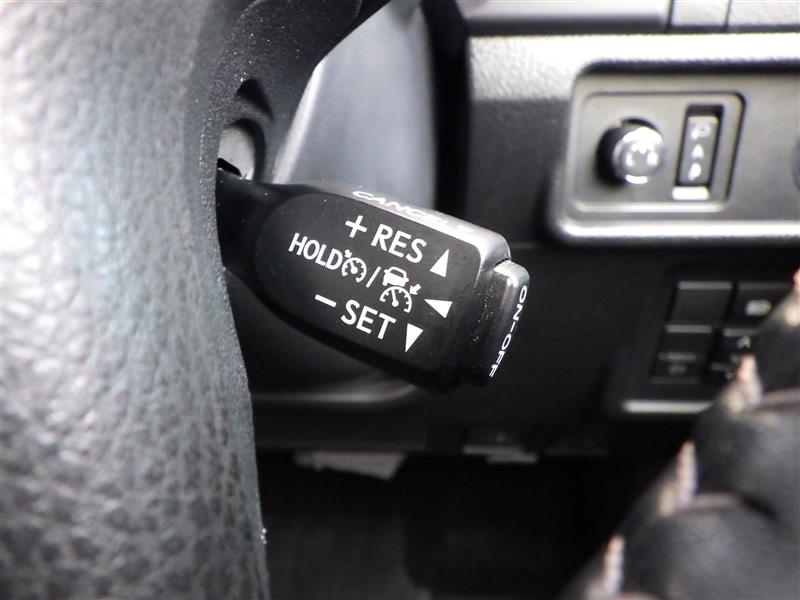 CANCEL
+ RES
HOLD /
– SET
ON–OFF